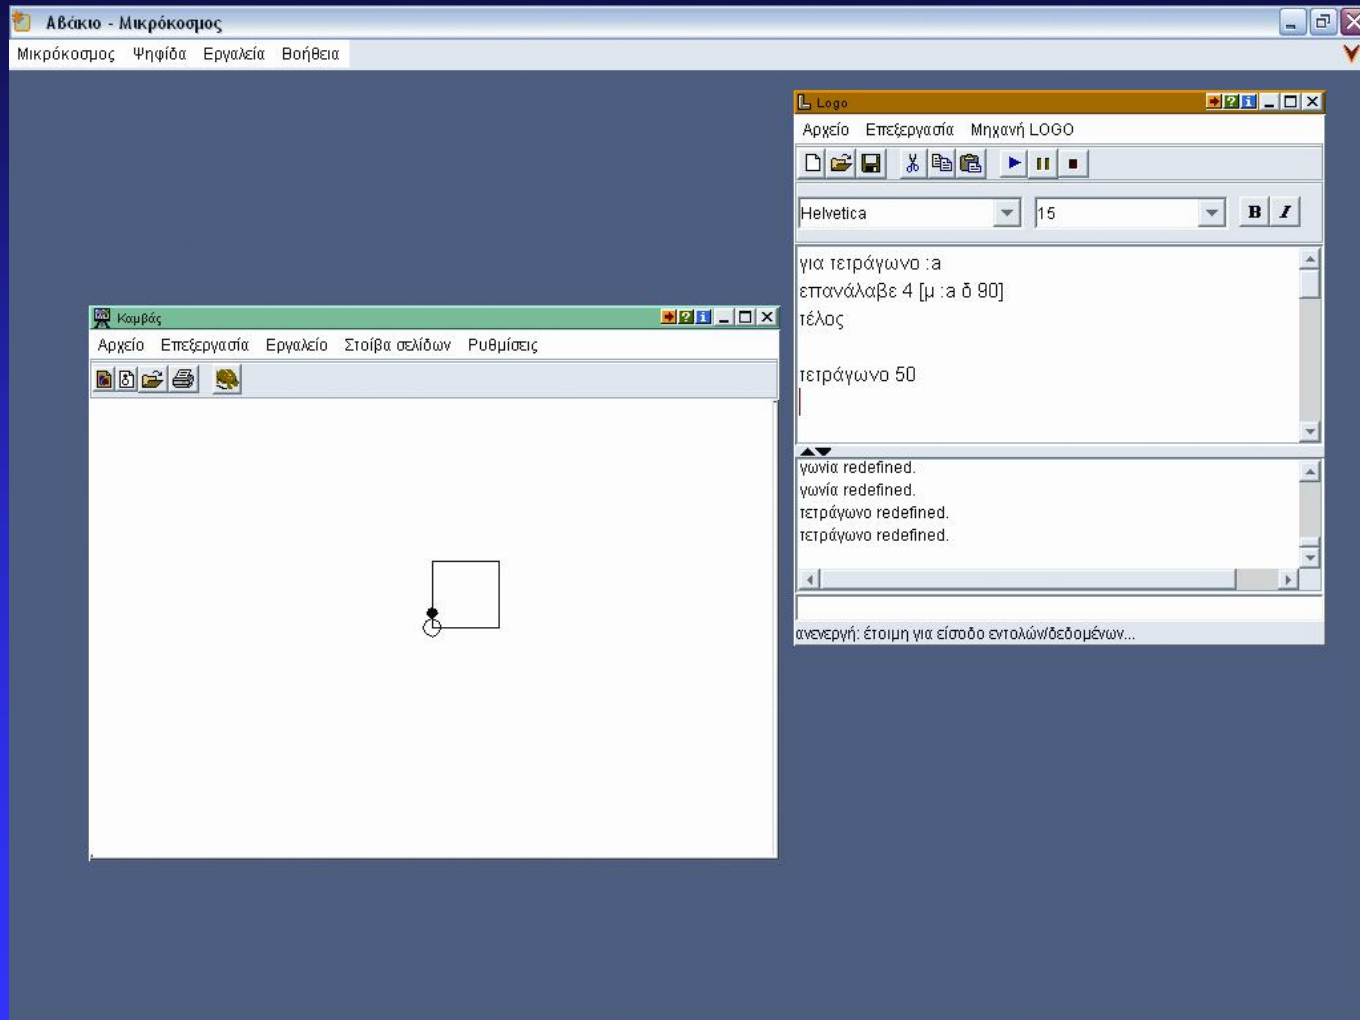 Αβάκιο - Μικρόκοσμος
Μικρόκοσμος Ψηφίδα Εργαλεία Βοήθεια
Logo
Αρχείο Επεξεργασία Μηχανή LOGO
Helvetica 15 B I
για τετράγωνο :a
επανάλαβε 4 [μ :a δ 90]
τέλος
τετράγωνο 50
γωνία redefined.
γωνία redefined.
τετράγωνο redefined.
τετράγωνο redefined.
ανενεργή: έτοιμη για είσοδο εντολών/δεδομένων...
Καμβάς
Αρχείο Επεξεργασία Εργαλείο Στοίβα σελίδων Ρυθμίσεις